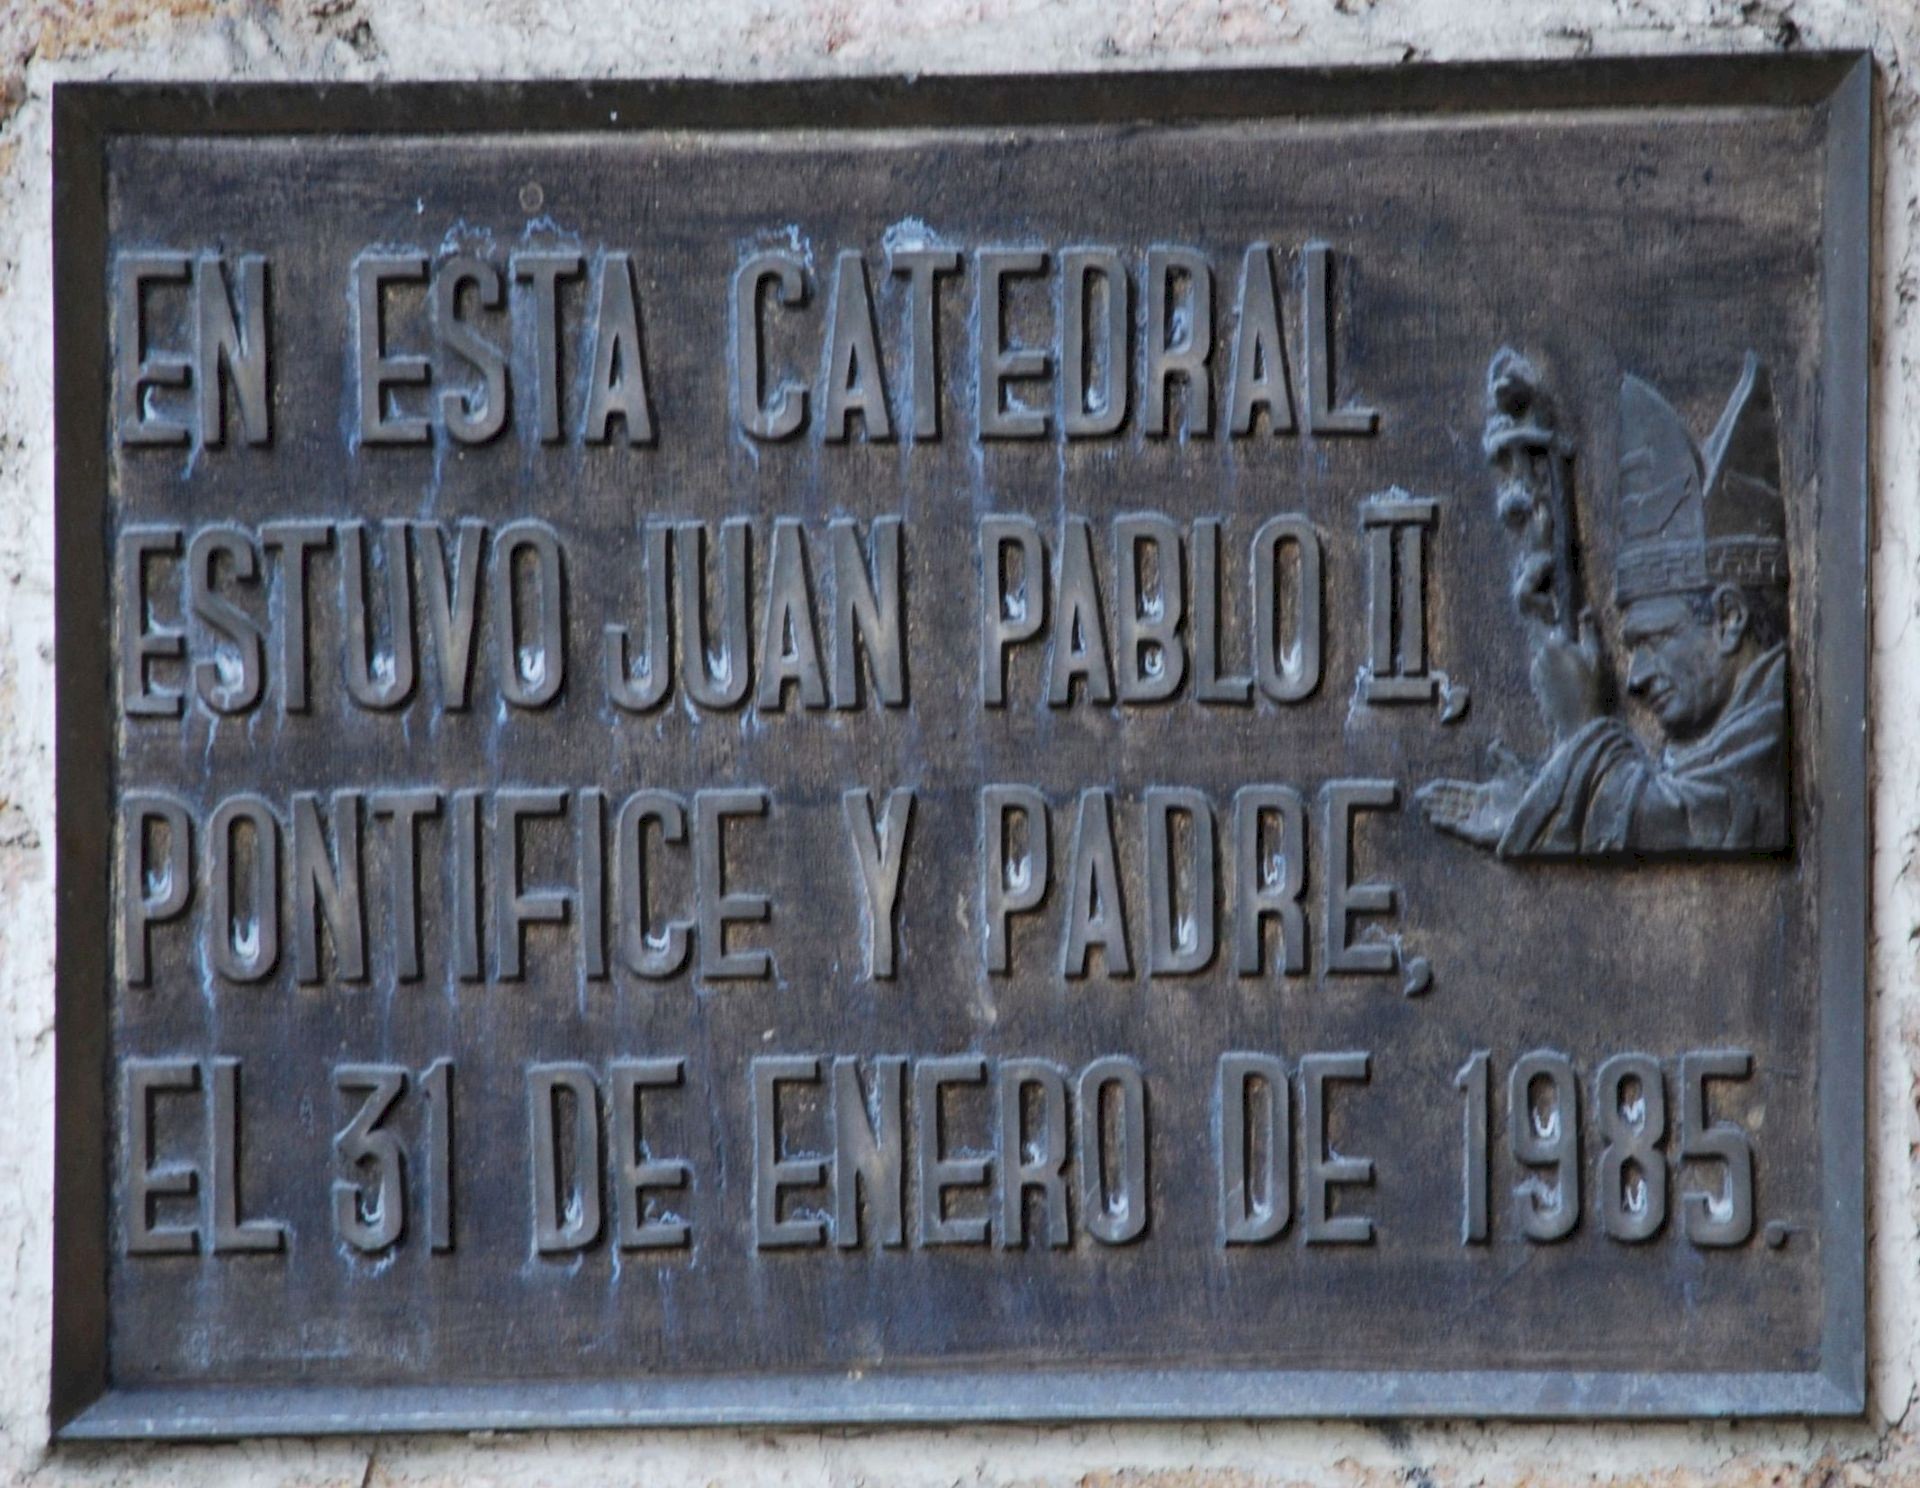 EN ESTA CATEDRAL
ESTUVO JUAN PABLO II,
PONTIFICE Y PADRE,
EL 31 DE ENERO DE 1985.